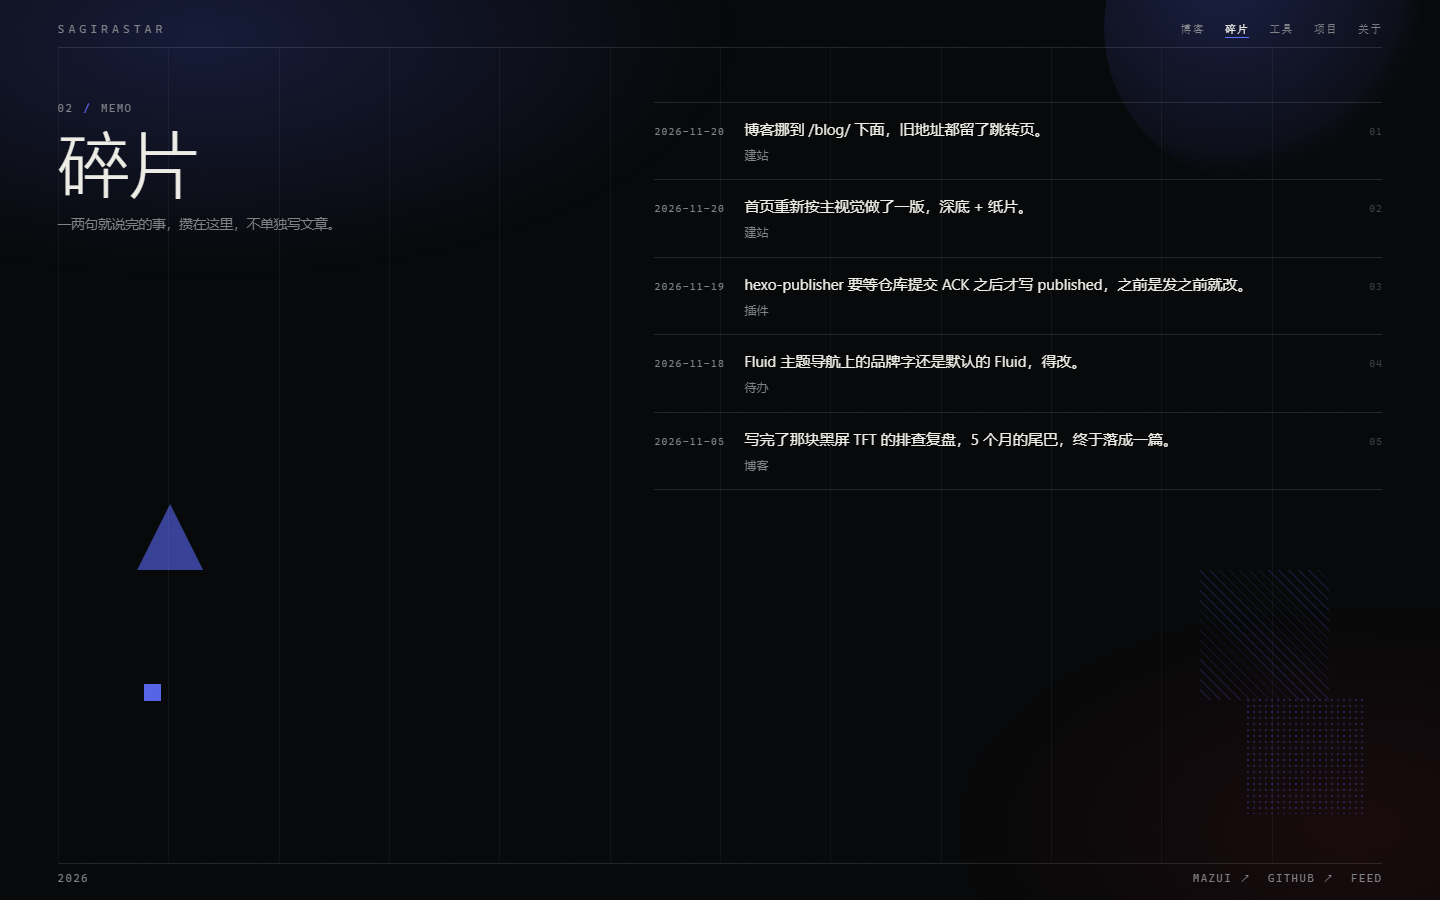 SAGIRASTAR
博客 碎片 工具 项目 关于
02 / MEMO
碎片
一两句就说完的事，攒在这里，不单独写文章。
2026-11-20 博客挪到 /blog/ 下面，旧地址都留了跳转页。 01
建站
2026-11-20 首页重新按主视觉做了一版，深底 + 纸片。 02
建站
2026-11-19 hexo-publisher 要等仓库提交 ACK 之后才写 published，之前是发之前就改。 03
插件
2026-11-18 Fluid 主题导航上的品牌字还是默认的 Fluid，得改。 04
待办
2026-11-05 写完了那块黑屏 TFT 的排查复盘，5 个月的尾巴，终于落成一篇。 05
博客
2026
MAZUI ↗ GITHUB ↗ FEED